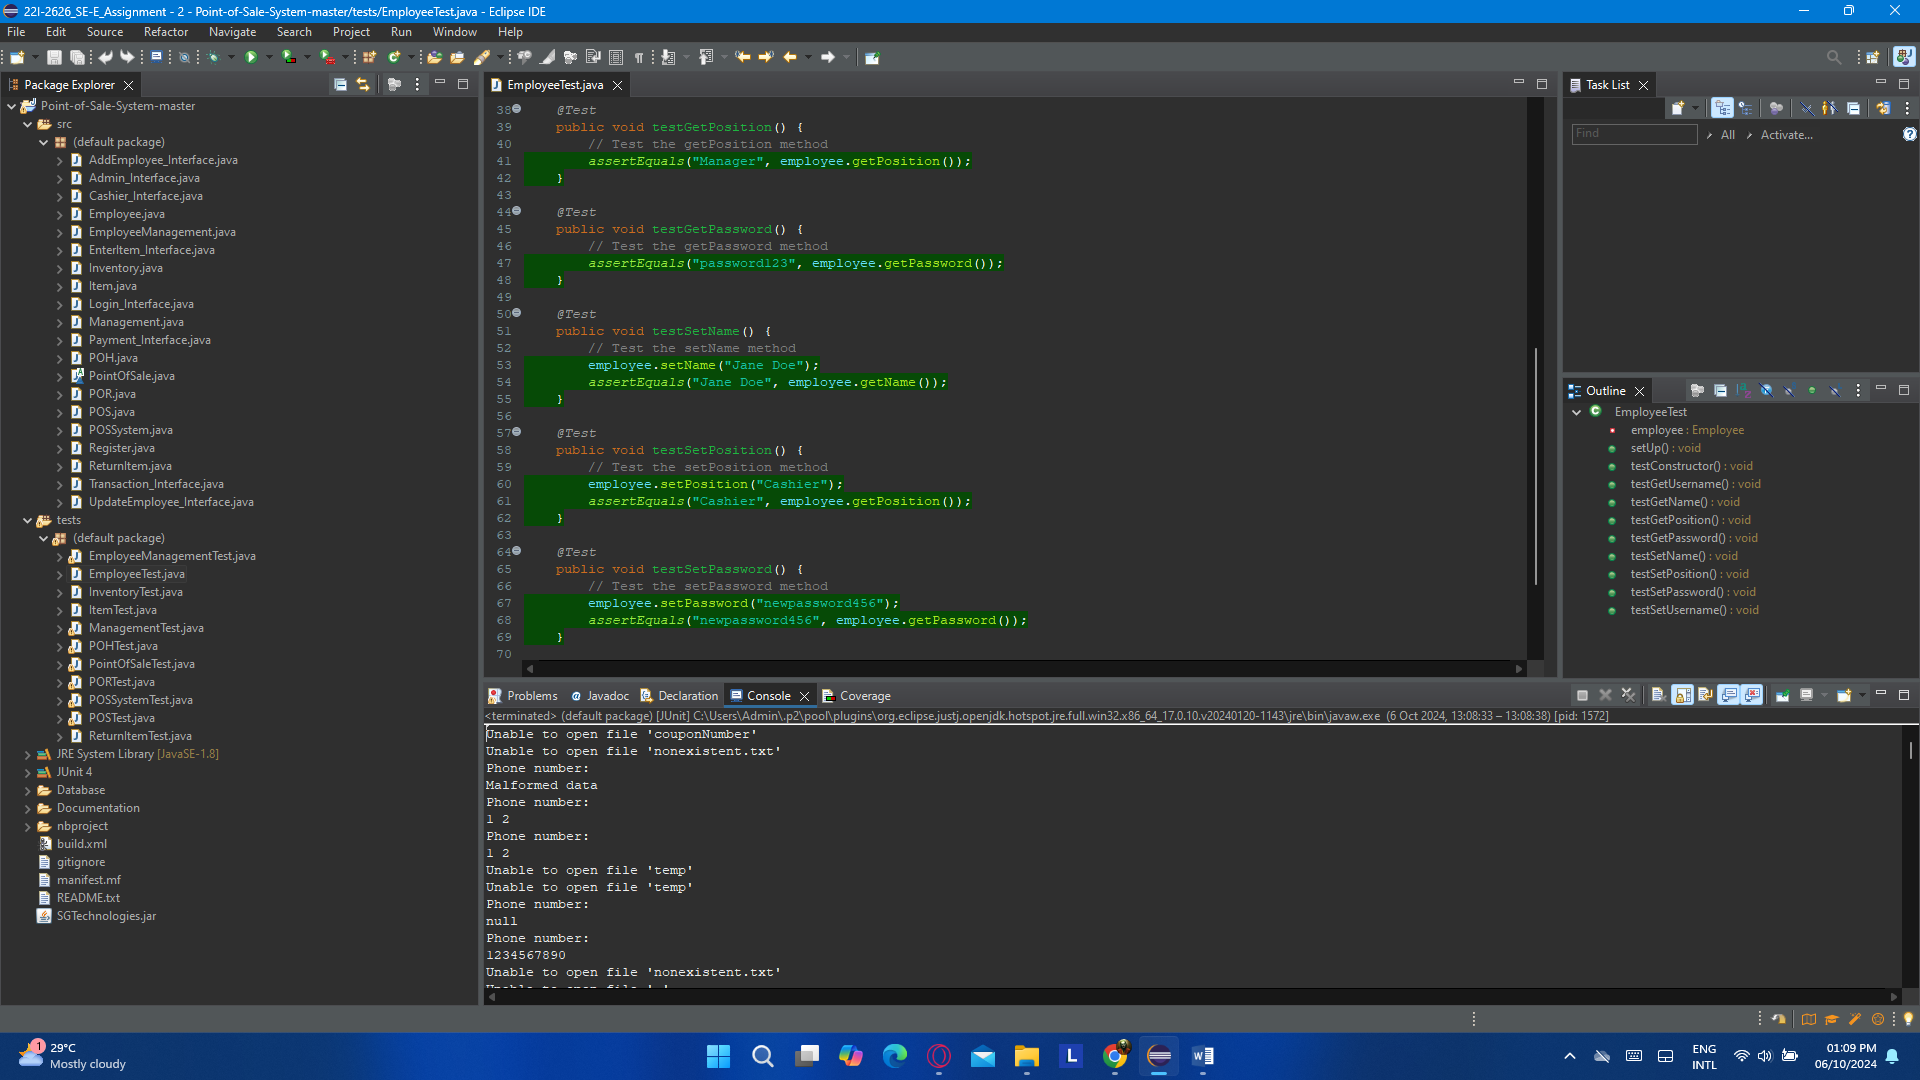 22I-2626_SE-E_Assignment - 2 - Point-of-Sale-System-master/tests/EmployeeTest.java - Eclipse IDE
File Edit Source Refactor Navigate Search Project Run Window Help
Package Explorer
Point-of-Sale-System-master
src
(default package)
AddEmployee_Interface.java
Admin_Interface.java
Cashier_Interface.java
Employee.java
EmployeeManagement.java
EnterItem_Interface.java
Inventory.java
Item.java
Login_Interface.java
Management.java
Payment_Interface.java
POH.java
PointOfSale.java
POR.java
POS.java
POSSystem.java
Register.java
ReturnItem.java
Transaction_Interface.java
UpdateEmployee_Interface.java
tests
(default package)
EmployeeManagementTest.java
EmployeeTest.java
InventoryTest.java
ItemTest.java
ManagementTest.java
POHTest.java
PointOfSaleTest.java
PORTest.java
POSSystemTest.java
POSTest.java
ReturnItemTest.java
JRE System Library [JavaSE-1.8]
JUnit 4
Database
Documentation
nbproject
build.xml
gitignore
manifest.mf
README.txt
SGTechnologies.jar
EmployeeTest.java
38 @Test
39 public void testGetPosition() {
40 // Test the getPosition method
41 assertEquals("Manager", employee.getPosition());
42 }
43
44 @Test
45 public void testGetPassword() {
46 // Test the getPassword method
47 assertEquals("password123", employee.getPassword());
48 }
49
50 @Test
51 public void testSetName() {
52 // Test the setName method
53 employee.setName("Jane Doe");
54 assertEquals("Jane Doe", employee.getName());
55 }
56
57 @Test
58 public void testSetPosition() {
59 // Test the setPosition method
60 employee.setPosition("Cashier");
61 assertEquals("Cashier", employee.getPosition());
62 }
63
64 @Test
65 public void testSetPassword() {
66 // Test the setPassword method
67 employee.setPassword("newpassword456");
68 assertEquals("newpassword456", employee.getPassword());
69 }
70
Task List
Find All Activate...
Outline
EmployeeTest
employee : Employee
setUp() : void
testConstructor() : void
testGetUsername() : void
testGetName() : void
testGetPosition() : void
testGetPassword() : void
testSetName() : void
testSetPosition() : void
testSetPassword() : void
testSetUsername() : void
Problems Javadoc Declaration Console Coverage
<terminated> (default package) [JUnit] C:\Users\Admin\.p2\pool\plugins\org.eclipse.justj.openjdk.hotspot.jre.full.win32.x86_64_17.0.10.v20240120-1143\jre\bin\javaw.exe (6 Oct 2024, 13:08:33 – 13:08:38) [pid: 1572]
Unable to open file 'couponNumber'
Unable to open file 'nonexistent.txt'
Phone number:
Malformed data
Phone number:
1 2
Phone number:
1 2
Unable to open file 'temp'
Unable to open file 'temp'
Phone number:
null
Phone number:
1234567890
Unable to open file 'nonexistent.txt'
1
29°C
Mostly cloudy
L
W
ENG
INTL
01:09 PM
06/10/2024